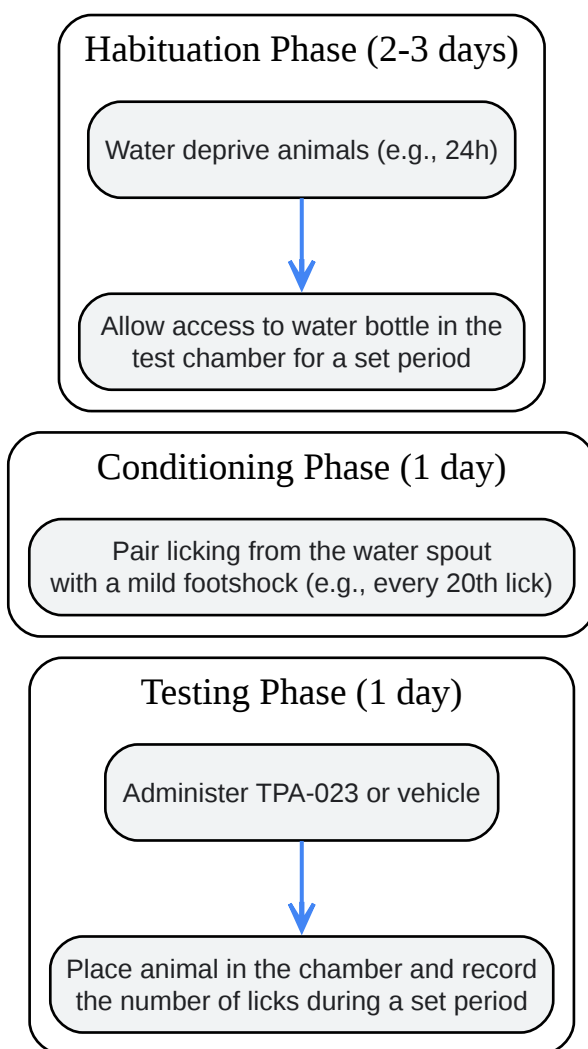 Habituation Phase (2-3 days)
Water deprive animals (e.g., 24h)
Allow access to water bottle in the
test chamber for a set period
Conditioning Phase (1 day)
Pair licking from the water spout
with a mild footshock (e.g., every 20th lick)
Testing Phase (1 day)
Administer TPA-023 or vehicle
Place animal in the chamber and record
the number of licks during a set period